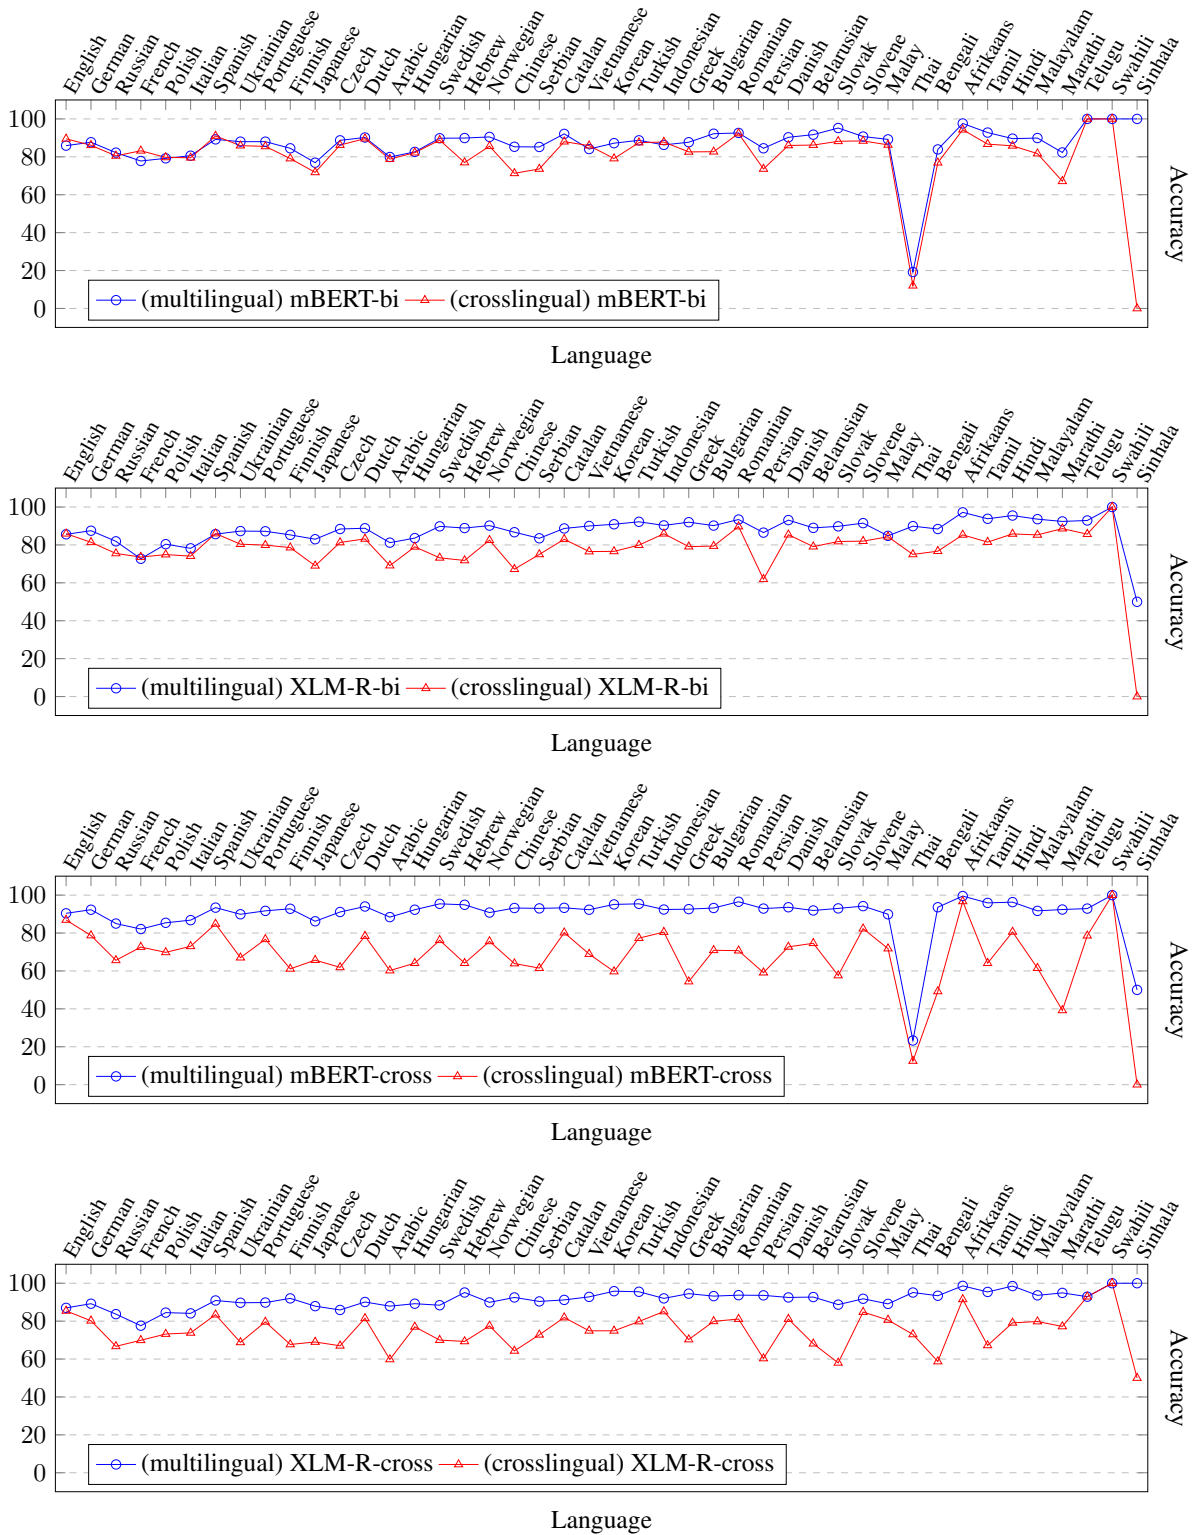 English German Russian French Polish Italian Spanish Ukrainian Portuguese Finnish Japanese Czech Dutch Arabic Hungarian Swedish Hebrew Norwegian Chinese Serbian Catalan Vietnamese Korean Turkish Indonesian Greek Bulgarian Romanian Persian Danish Belarusian Slovak Slovene Malay Thai Bengali Afrikaans Tamil Hindi Malayalam Marathi Telugu Swahili Sinhala
100
80
60
40
20
0
Accuracy
(multilingual) mBERT-bi (crosslingual) mBERT-bi
Language
English German Russian French Polish Italian Spanish Ukrainian Portuguese Finnish Japanese Czech Dutch Arabic Hungarian Swedish Hebrew Norwegian Chinese Serbian Catalan Vietnamese Korean Turkish Indonesian Greek Bulgarian Romanian Persian Danish Belarusian Slovak Slovene Malay Thai Bengali Afrikaans Tamil Hindi Malayalam Marathi Telugu Swahili Sinhala
100
80
60
40
20
0
Accuracy
(multilingual) XLM-R-bi (crosslingual) XLM-R-bi
Language
English German Russian French Polish Italian Spanish Ukrainian Portuguese Finnish Japanese Czech Dutch Arabic Hungarian Swedish Hebrew Norwegian Chinese Serbian Catalan Vietnamese Korean Turkish Indonesian Greek Bulgarian Romanian Persian Danish Belarusian Slovak Slovene Malay Thai Bengali Afrikaans Tamil Hindi Malayalam Marathi Telugu Swahili Sinhala
100
80
60
40
20
0
Accuracy
(multilingual) mBERT-cross (crosslingual) mBERT-cross
Language
English German Russian French Polish Italian Spanish Ukrainian Portuguese Finnish Japanese Czech Dutch Arabic Hungarian Swedish Hebrew Norwegian Chinese Serbian Catalan Vietnamese Korean Turkish Indonesian Greek Bulgarian Romanian Persian Danish Belarusian Slovak Slovene Malay Thai Bengali Afrikaans Tamil Hindi Malayalam Marathi Telugu Swahili Sinhala
100
80
60
40
20
0
Accuracy
(multilingual) XLM-R-cross (crosslingual) XLM-R-cross
Language